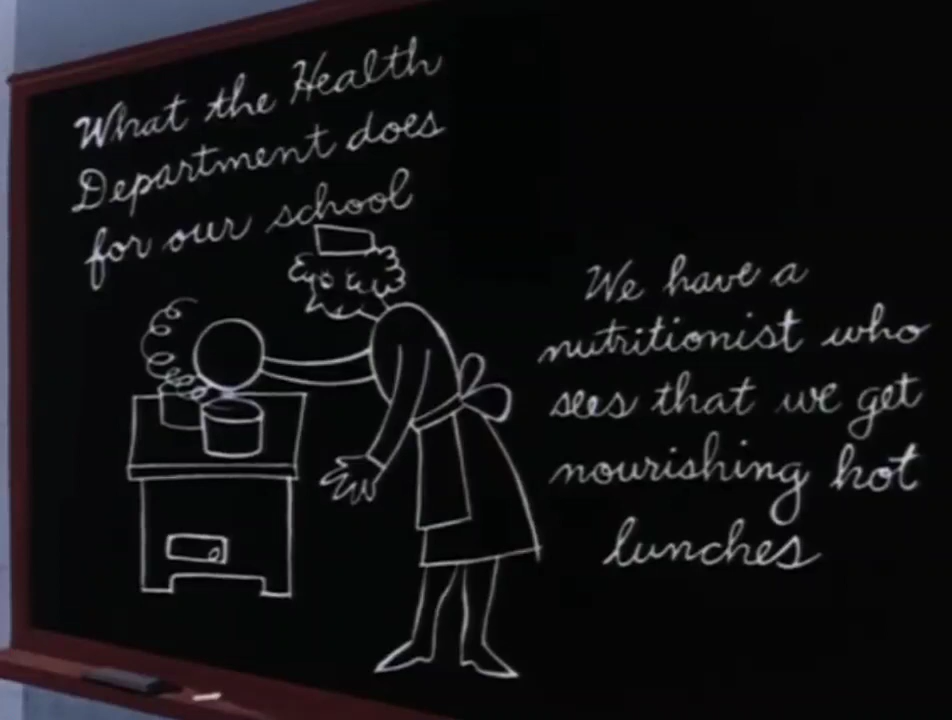 What the Health
Department does
for our school
We have a
nutritionist who
sees that we get
nourishing hot
lunches